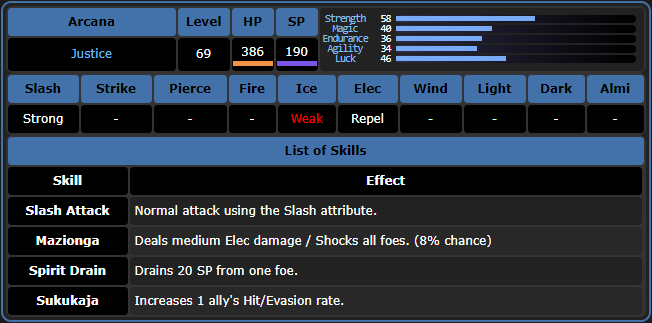 Arcana Level HP SP
Justice 69 386 190
Strength 58
Magic 40
Endurance 36
Agility 34
Luck 46
Slash Strike Pierce Fire Ice Elec Wind Light Dark Almi
Strong - - - Weak Repel - - - -
List of Skills
Skill Effect
Slash Attack Normal attack using the Slash attribute.
Mazionga Deals medium Elec damage / Shocks all foes. (8% chance)
Spirit Drain Drains 20 SP from one foe.
Sukukaja Increases 1 ally's Hit/Evasion rate.